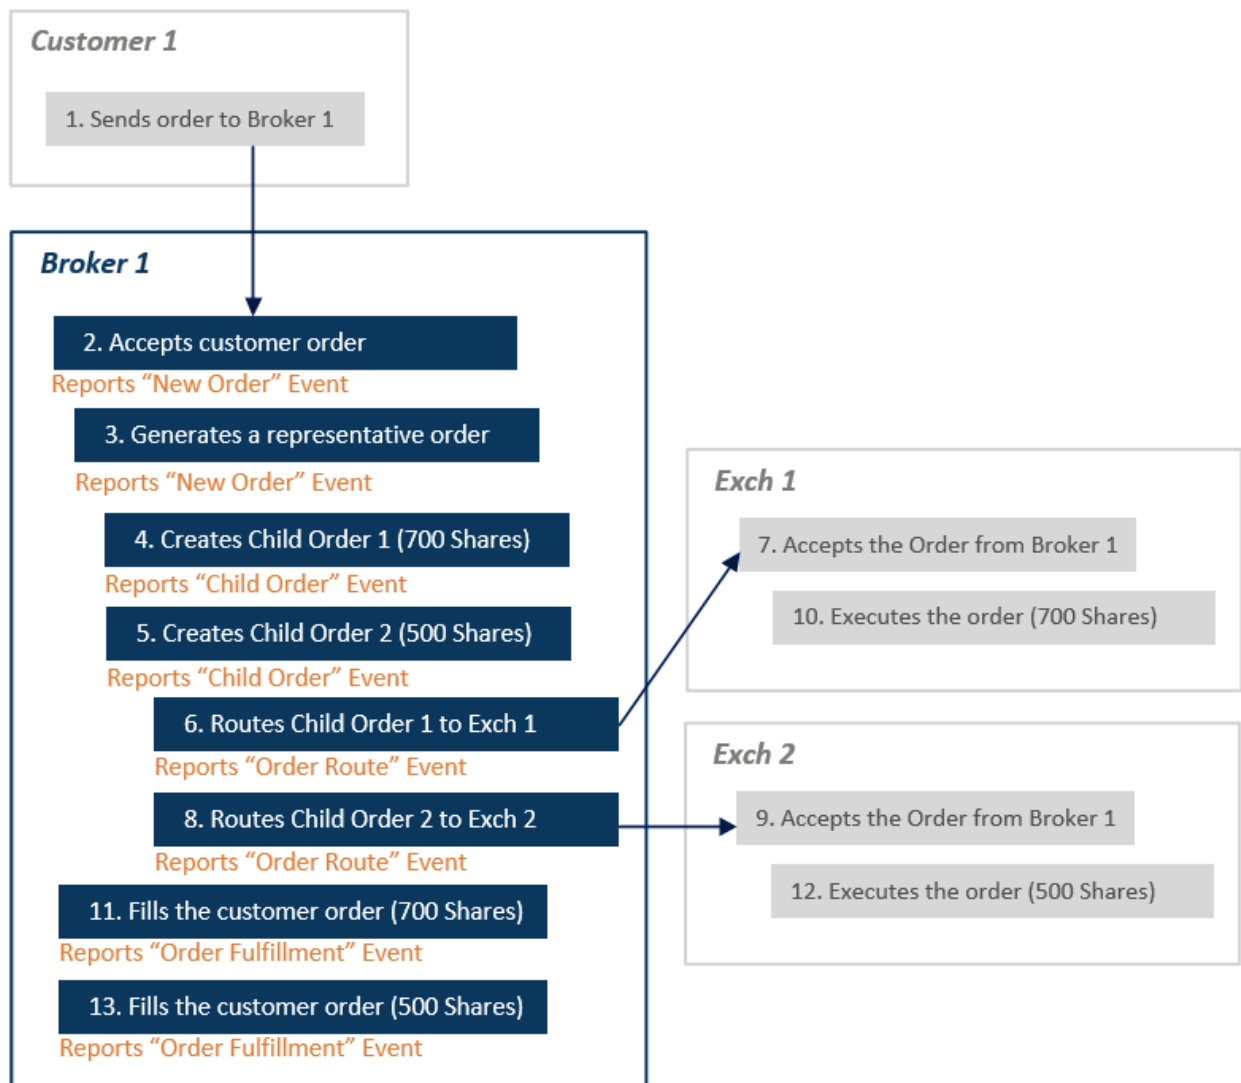 Customer 1
1. Sends order to Broker 1
Broker 1
2. Accepts customer order
Reports “New Order” Event
3. Generates a representative order
Reports “New Order” Event
4. Creates Child Order 1 (700 Shares)
Reports “Child Order” Event
5. Creates Child Order 2 (500 Shares)
Reports “Child Order” Event
6. Routes Child Order 1 to Exch 1
Reports “Order Route” Event
8. Routes Child Order 2 to Exch 2
Reports “Order Route” Event
11. Fills the customer order (700 Shares)
Reports “Order Fulfillment” Event
13. Fills the customer order (500 Shares)
Reports “Order Fulfillment” Event
Exch 1
7. Accepts the Order from Broker 1
10. Executes the order (700 Shares)
Exch 2
9. Accepts the Order from Broker 1
12. Executes the order (500 Shares)